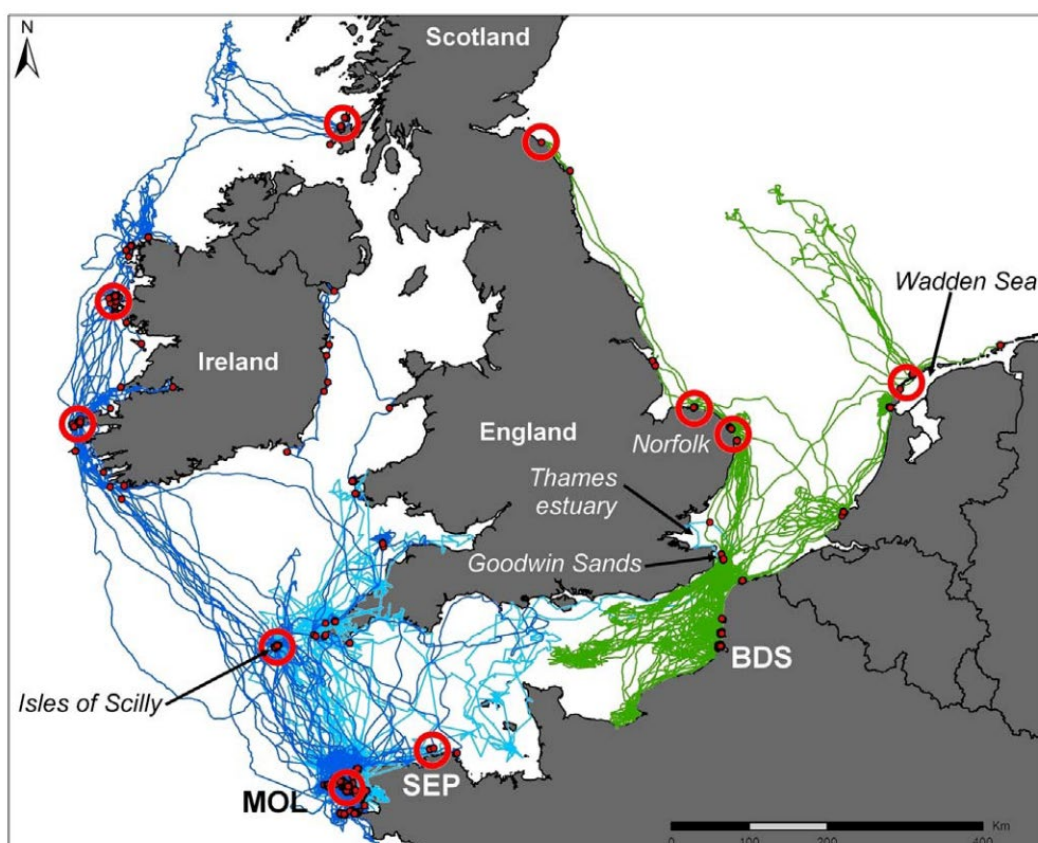 N
Scotland
Wadden Sea
Ireland
England
Norfolk
Thames
estuary
Goodwin Sands
BDS
Isles of Scilly
SEP
MOL
Km
0 100 200 400